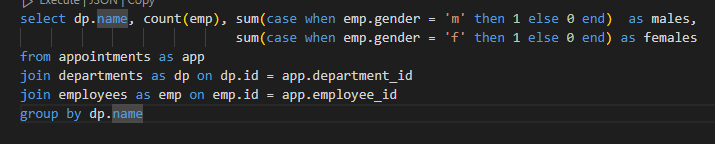 Execute | JSON | Copy
select dp.name, count(emp), sum(case when emp.gender = 'm' then 1 else 0 end)  as males,
sum(case when emp.gender = 'f' then 1 else 0 end) as females
from appointments as app
join departments as dp on dp.id = app.department_id
join employees as emp on emp.id = app.employee_id
group by dp.name